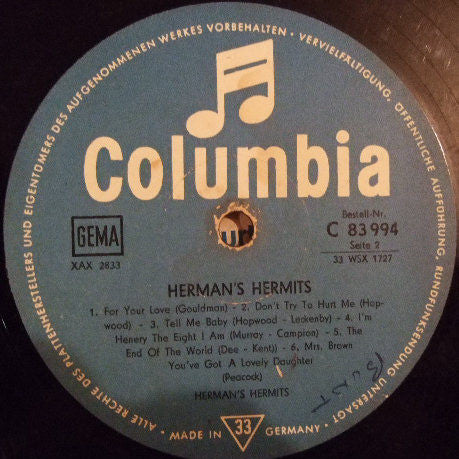 ALLE RECHTE DES PLATTENHERSTELLERS UND EIGENTÜMERS DES AUFGENOMMENEN WERKES VORBEHALTEN · VERVIELFÄLTIGUNG, ÖFFENTLICHE AUFFÜHRUNG, RUNDFUNKSENDUNG UNTERSAGT ·
Columbia
GEMA
XAX 2833
Bestell-Nr.
C 83 994
Seite 2
33 WSX 1727
HERMAN'S HERMITS
1. For Your Love (Gouldman) - 2. Don't Try To Hurt Me (Hop-
wood) - 3. Tell Me Baby (Hopwood - Leckenby) - 4. I'm
Henery The Eight I Am (Murray - Campron) - 5. The
End Of The World (Dee - Kent)) - 6. Mrs. Brown
You've Got A Lovely Daughter
(Peacock)
HERMAN'S HERMITS
MADE IN 33 GERMANY